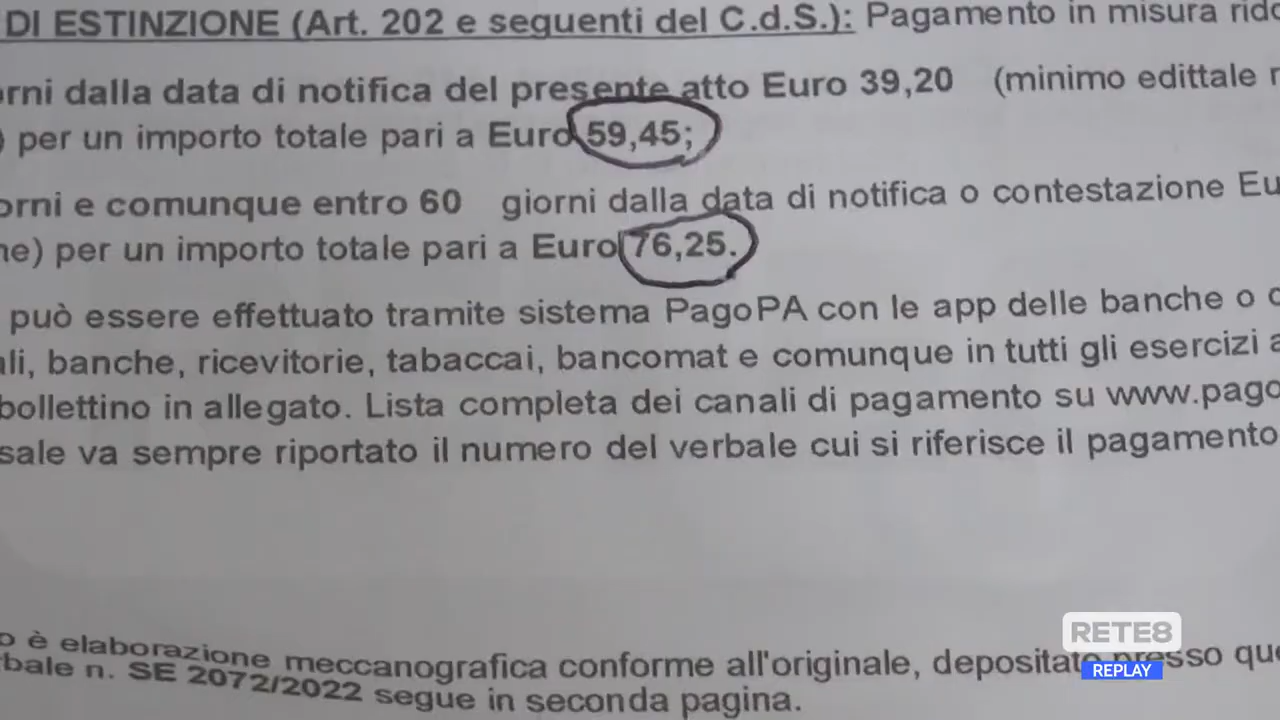 DI ESTINZIONE (Art. 202 e seguenti del C.d.S.): Pagamento in misura rido
orni dalla data di notifica del presente atto Euro 39,20 (minimo edittale r
) per un importo totale pari a Euro 59,45;
orni e comunque entro 60 giorni dalla data di notifica o contestazione Eu
ne) per un importo totale pari a Euro 76,25.
può essere effettuato tramite sistema PagoPA con le app delle banche o c
ali, banche, ricevitorie, tabaccai, bancomat e comunque in tutti gli esercizi a
bollettino in allegato. Lista completa dei canali di pagamento su www.pago
sale va sempre riportato il numero del verbale cui si riferisce il pagamento
o è elaborazione meccanografica conforme all'originale, depositato presso que
rbale n. SE 2072/2022 segue in seconda pagina.
RETE8
REPLAY